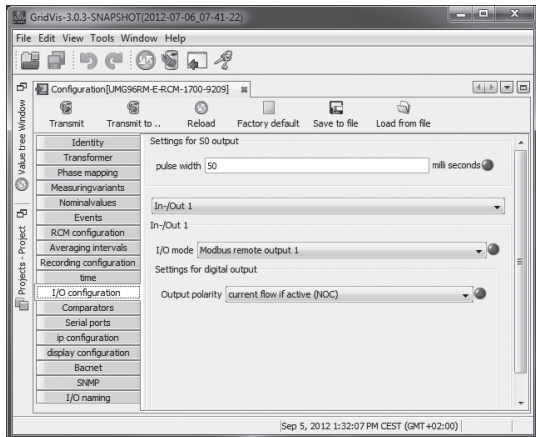 GridVis-3.0.3-SNAPSHOT(2012-07-06_07-41-22)
File Edit View Tools Window Help
Configuration[UMG96RM-E-RCM-1700-9209]
Transmit Transmit to .. Reload Factory default Save to file Load from file
Value tree Window
Projects - Project
Identity
Transformer
Phase mapping
Measuringvariants
Nominalvalues
Events
RCM configuration
Averaging intervals
Recording configuration
time
I/O configuration
Comparators
Serial ports
ip configuration
display configuration
Bacnet
SNMP
I/O naming
Settings for S0 output
pulse width 50 milli seconds
In-/Out 1
In-/Out 1
I/O mode Modbus remote output 1
Settings for digital output
Output polarity current flow if active (NOC)
Sep 5, 2012 1:32:07 PM CEST (GMT+02:00)